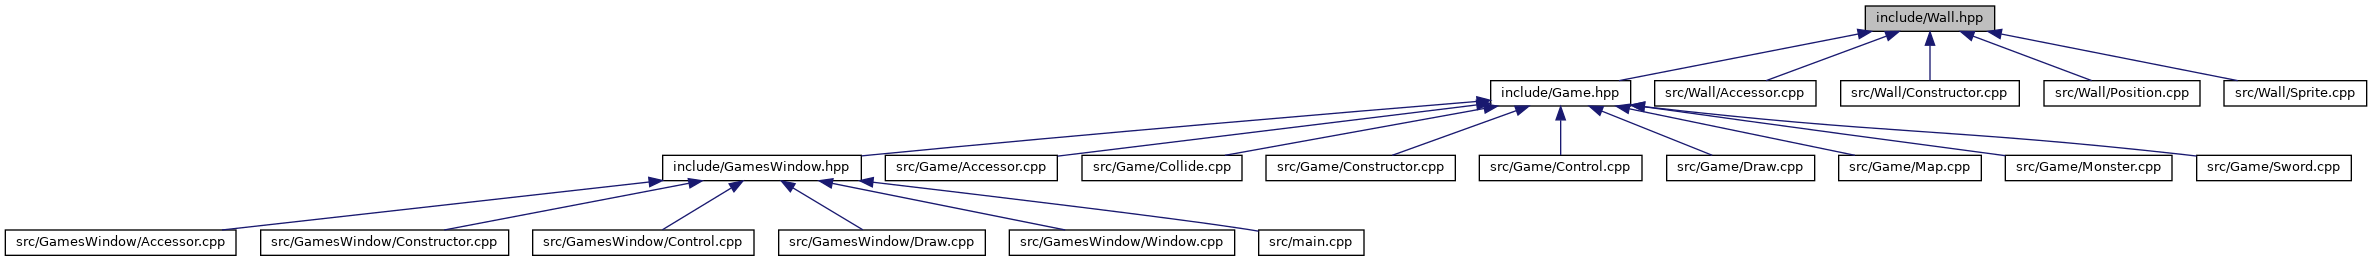 include/Wall.hpp
include/Game.hpp
src/Wall/Accessor.cpp
src/Wall/Constructor.cpp
src/Wall/Position.cpp
src/Wall/Sprite.cpp
include/GamesWindow.hpp
src/Game/Accessor.cpp
src/Game/Collide.cpp
src/Game/Constructor.cpp
src/Game/Control.cpp
src/Game/Draw.cpp
src/Game/Map.cpp
src/Game/Monster.cpp
src/Game/Sword.cpp
src/GamesWindow/Accessor.cpp
src/GamesWindow/Constructor.cpp
src/GamesWindow/Control.cpp
src/GamesWindow/Draw.cpp
src/GamesWindow/Window.cpp
src/main.cpp